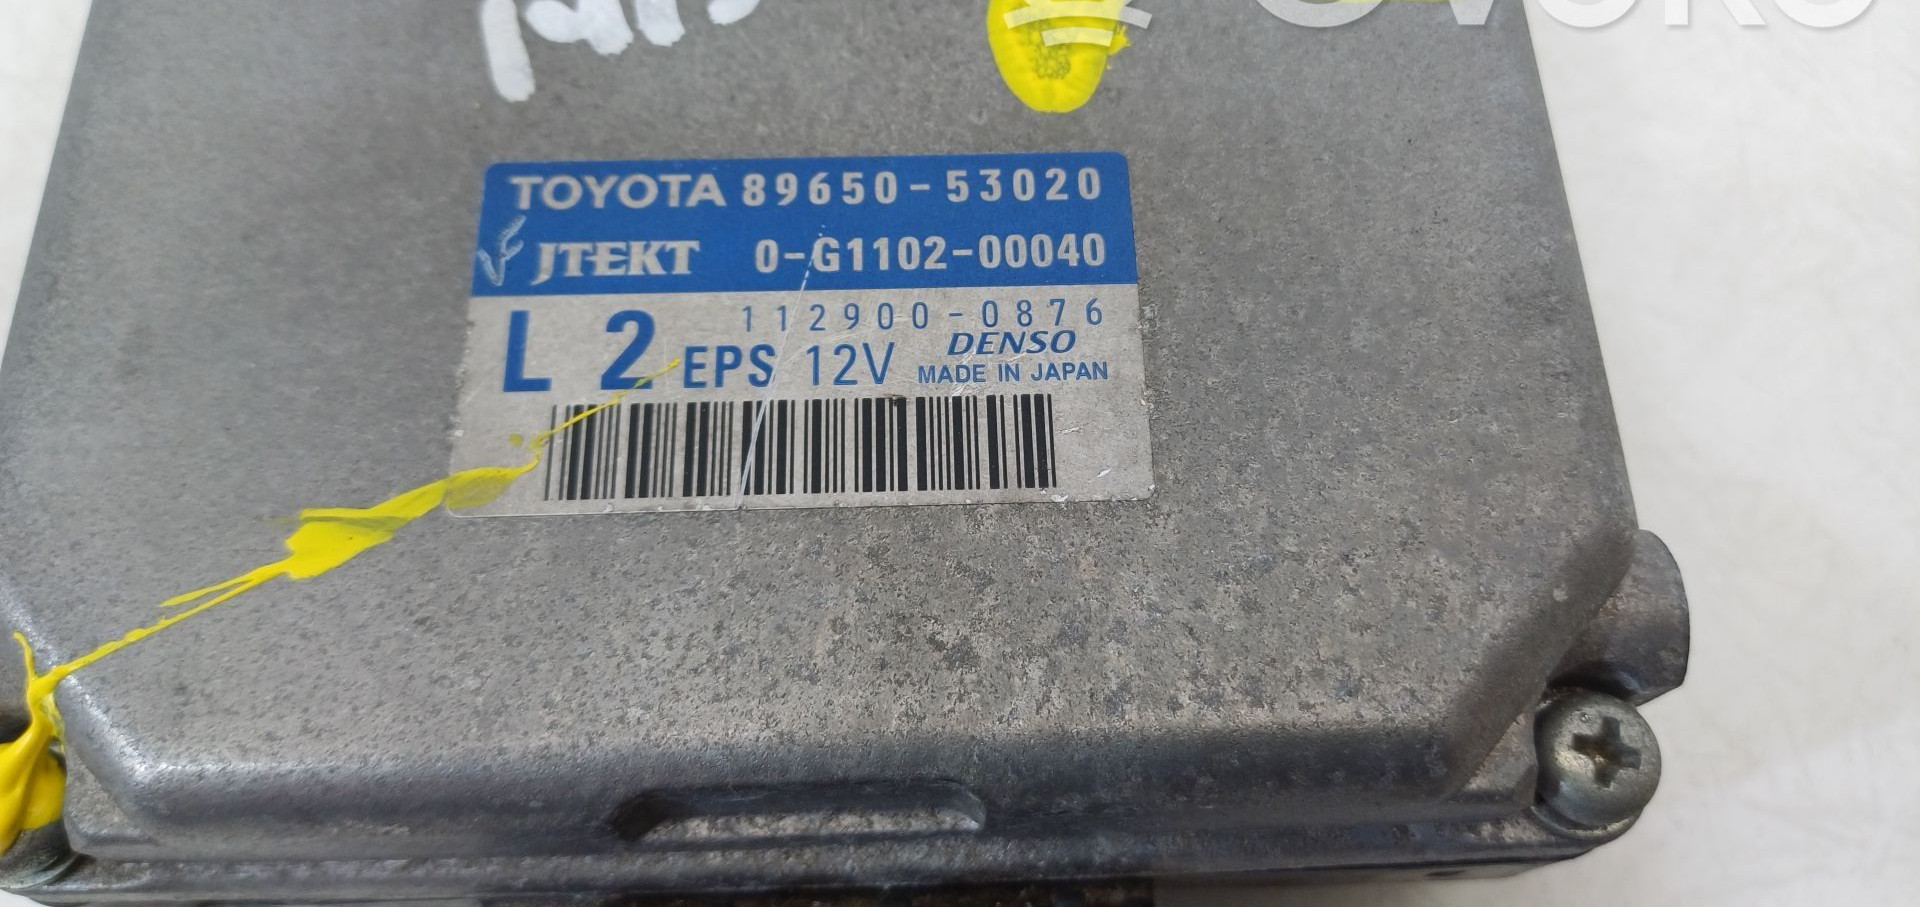 TOYOTA 89650-53020
JTEKT 0-G1102-00040
112900-0876
L 2 EPS 12V DENSO
MADE IN JAPAN